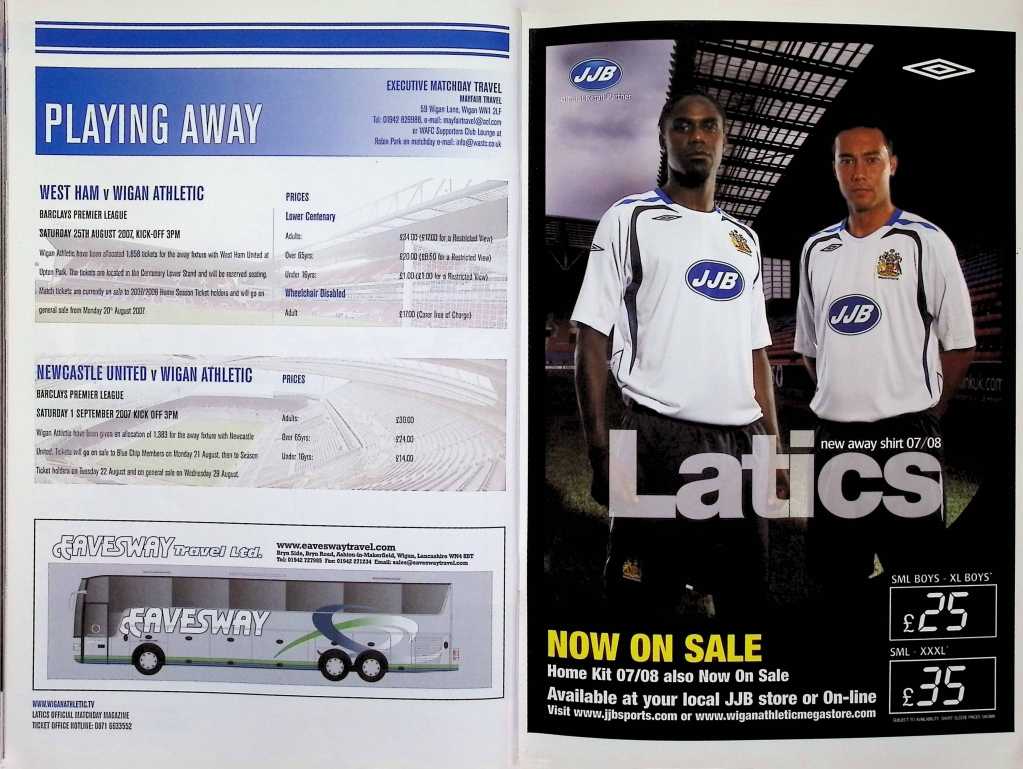 EXECUTIVE MATCHDAY TRAVEL
MAYFAIR TRAVEL
59 Wigan Lane, Wigan WN1 2LF
Tel: 01942 829988, e-mail: mayfairtravel@aol.com
or WAFC Supporters Club Lounge at
Robin Park on matchday e-mail: info@wastc.co.uk
PLAYING AWAY
WEST HAM v WIGAN ATHLETIC
BARCLAYS PREMIER LEAGUE
SATURDAY 25TH AUGUST 2007, KICK-OFF 3PM
Wigan Athletic have been allocated 1,858 tickets for the away fixture with West Ham United at
Upton Park. The tickets are located in the Centenary Lower Stand and will be reserved seating.
Match tickets are currently on sale to 2007/2008 Home Season Ticket holders and will go on
general sale from Monday 20th August 2007.
PRICES
Lower Centenary
Adults: £34.00 (£17.00 for a Restricted View)
Over 65yrs: £20.00 (£9.50 for a Restricted View)
Under 16yrs: £1.00 (£1.00 for a Restricted View)
Wheelchair Disabled
Adult £17.00 (Carer free of Charge)
NEWCASTLE UNITED v WIGAN ATHLETIC
BARCLAYS PREMIER LEAGUE
SATURDAY 1 SEPTEMBER 2007 KICK OFF 3PM
Wigan Athletic have been given an allocation of 1,383 for the away fixture with Newcastle
United. Tickets will go on sale to Blue Chip Members on Monday 21 August, then to Season
Ticket holders on Tuesday 22 August and on general sale on Wednesday 29 August.
PRICES
Adults: £30.00
Over 65yrs: £24.00
Under 16yrs: £14.00
EAVESWAY Travel Ltd.
www.eaveswaytravel.com
Bryn Side, Bryn Road, Ashton-in-Makerfield, Wigan, Lancashire WN4 8BT
Tel: 01942 727985 Fax: 01942 271234 Email: sales@eaveswaytravel.com
EAVESWAY
WWW.WIGANATHLETIC.TV
LATICS OFFICIAL MATCHDAY MAGAZINE
TICKET OFFICE HOTLINE: 0871 6633552
JJB
Official Retail Partner
JJB
JJB
new away shirt 07/08
Latics
SML BOYS - XL BOYS*
£25
SML - XXXL*
£35
SUBJECT TO AVAILABILITY. SHORT SLEEVE PRICES SHOWN
NOW ON SALE
Home Kit 07/08 also Now On Sale
Available at your local JJB store or On-line
Visit www.jjbsports.com or www.wiganathleticmegastore.com